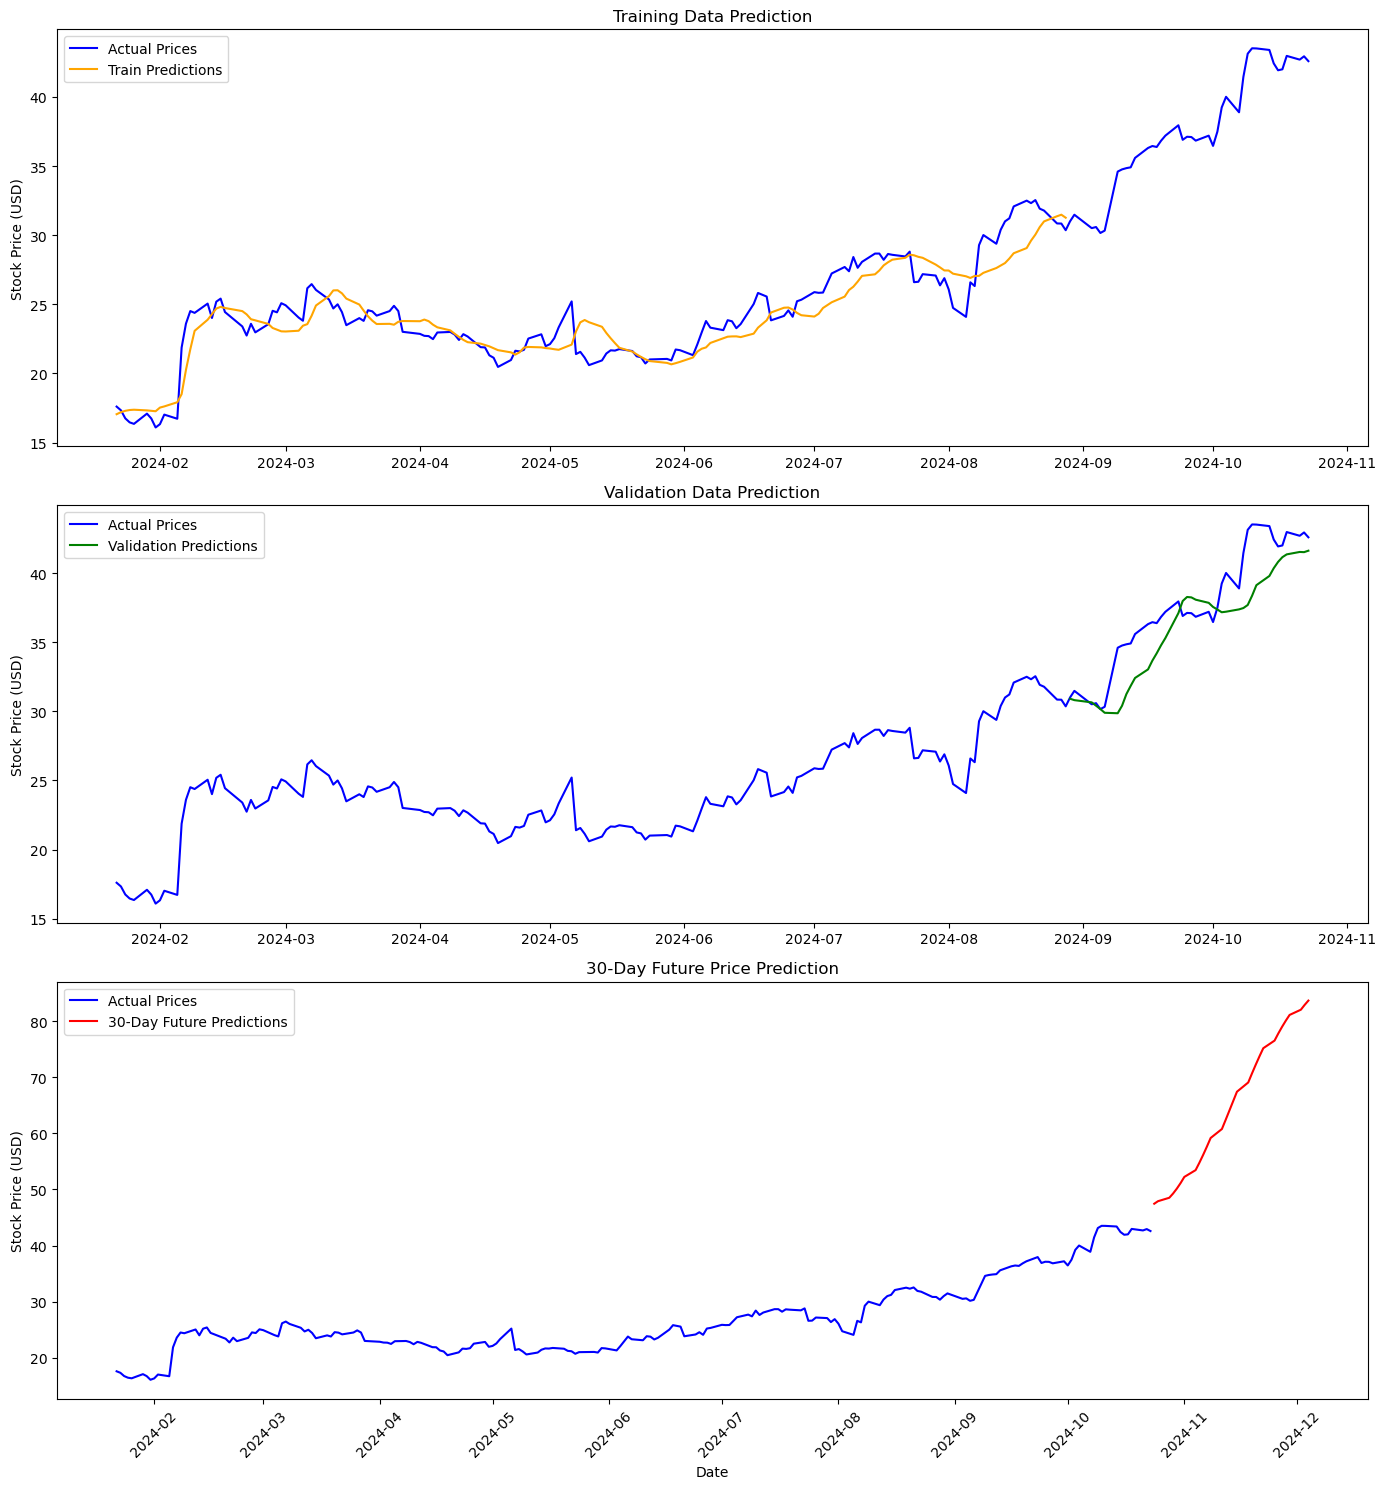 Training Data Prediction
Actual Prices
Train Predictions
Stock Price (USD)
40
35
30
25
20
15
2024-02 2024-03 2024-04 2024-05 2024-06 2024-07 2024-08 2024-09 2024-10 2024-11
Validation Data Prediction
Actual Prices
Validation Predictions
Stock Price (USD)
40
35
30
25
20
15
2024-02 2024-03 2024-04 2024-05 2024-06 2024-07 2024-08 2024-09 2024-10 2024-11
30-Day Future Price Prediction
Actual Prices
30-Day Future Predictions
Stock Price (USD)
80
70
60
50
40
30
20
2024-02 2024-03 2024-04 2024-05 2024-06 2024-07 2024-08 2024-09 2024-10 2024-11 2024-12
Date